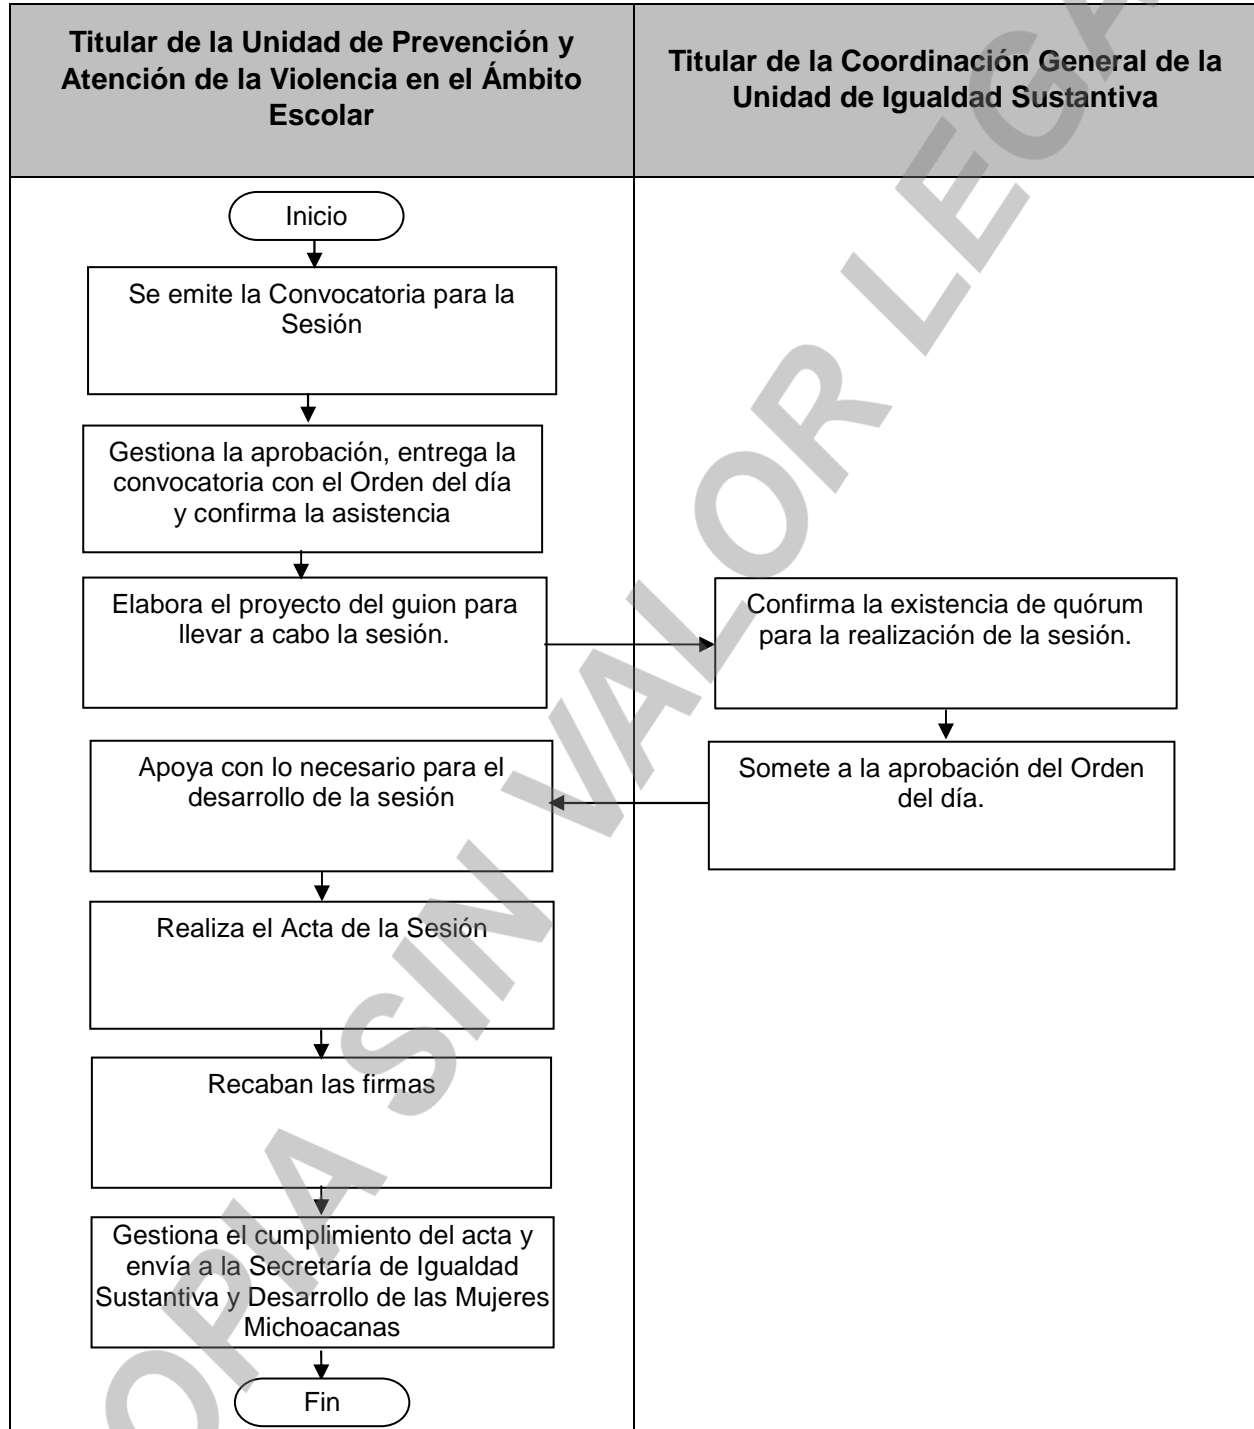 Titular de la Unidad de Prevención y
Atención de la Violencia en el Ámbito
Escolar
Titular de la Coordinación General de la
Unidad de Igualdad Sustantiva
Inicio
Se emite la Convocatoria para la
Sesión
Gestiona la aprobación, entrega la
convocatoria con el Orden del día
y confirma la asistencia
Elabora el proyecto del guion para
llevar a cabo la sesión.
Confirma la existencia de quórum
para la realización de la sesión.
Somete a la aprobación del Orden
del día.
Apoya con lo necesario para el
desarrollo de la sesión
Realiza el Acta de la Sesión
Recaban las firmas
Gestiona el cumplimiento del acta y
envía a la Secretaría de Igualdad
Sustantiva y Desarrollo de las Mujeres
Michoacanas
Fin
OPIA SIN VALOR LEGA